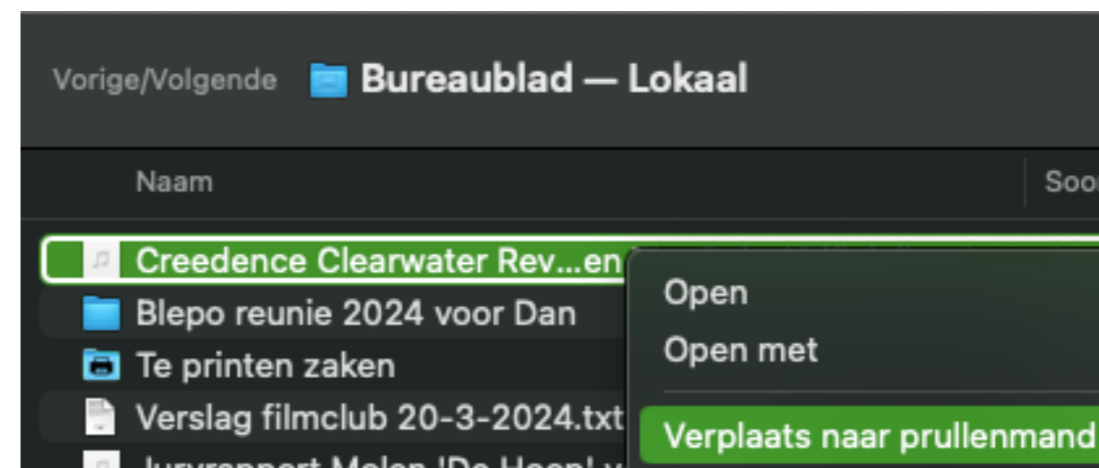 Vorige/Volgende Bureaublad — Lokaal
Naam
Creedence Clearwater Rev...en
Blepo reunie 2024 voor Dan
Te printen zaken
Verslag filmclub 20-3-2024.txt
Open
Open met
Verplaats naar prullenmand